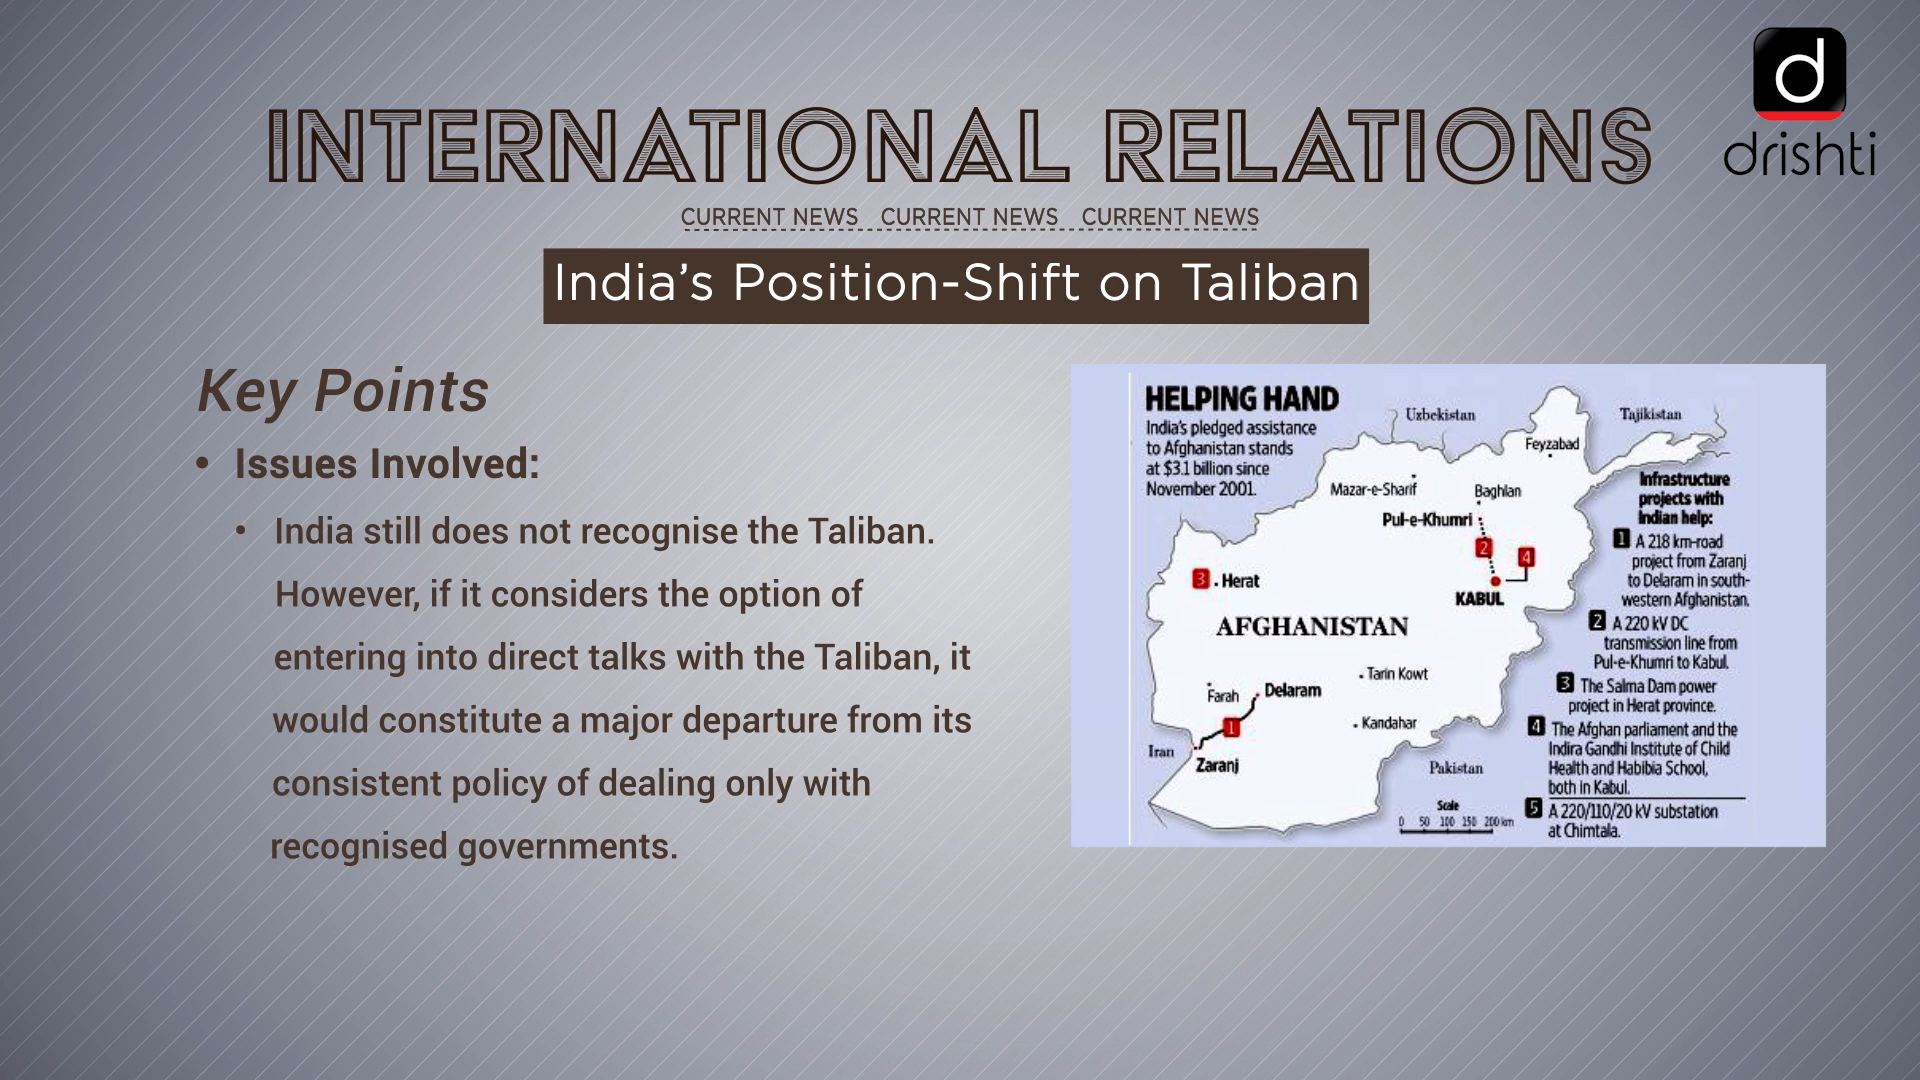 d
drishti
INTERNATIONAL RELATIONS
CURRENT NEWS CURRENT NEWS CURRENT NEWS
India's Position-Shift on Taliban
Key Points
• Issues Involved:
• India still does not recognise the Taliban.
However, if it considers the option of
entering into direct talks with the Taliban, it
would constitute a major departure from its
consistent policy of dealing only with
recognised governments.
HELPING HAND
India's pledged assistance
to Afghanistan stands
at $3.1 billion since
November 2001.
Uzbekistan
Tajikistan
Feyzabad
Mazar-e-Sharif
Baghlan
Pul-e-Khumri
2
4
3
Herat
KABUL
AFGHANISTAN
Tarin Kowt
Farah
Delaram
1
Kandahar
Iran
Zaranj
Pakistan
Scale
0 50 100 150 200 km
Infrastructure
projects with
Indian help:
1 A 218 km-road
project from Zaranj
to Delaram in south-
western Afghanistan.
2 A 220 kV DC
transmission line from
Pul-e-Khumri to Kabul.
3 The Salma Dam power
project in Herat province.
4 The Afghan parliament and the
Indira Gandhi Institute of Child
Health and Habibia School,
both in Kabul.
5 A 220/110/20 kV substation
at Chimtala.